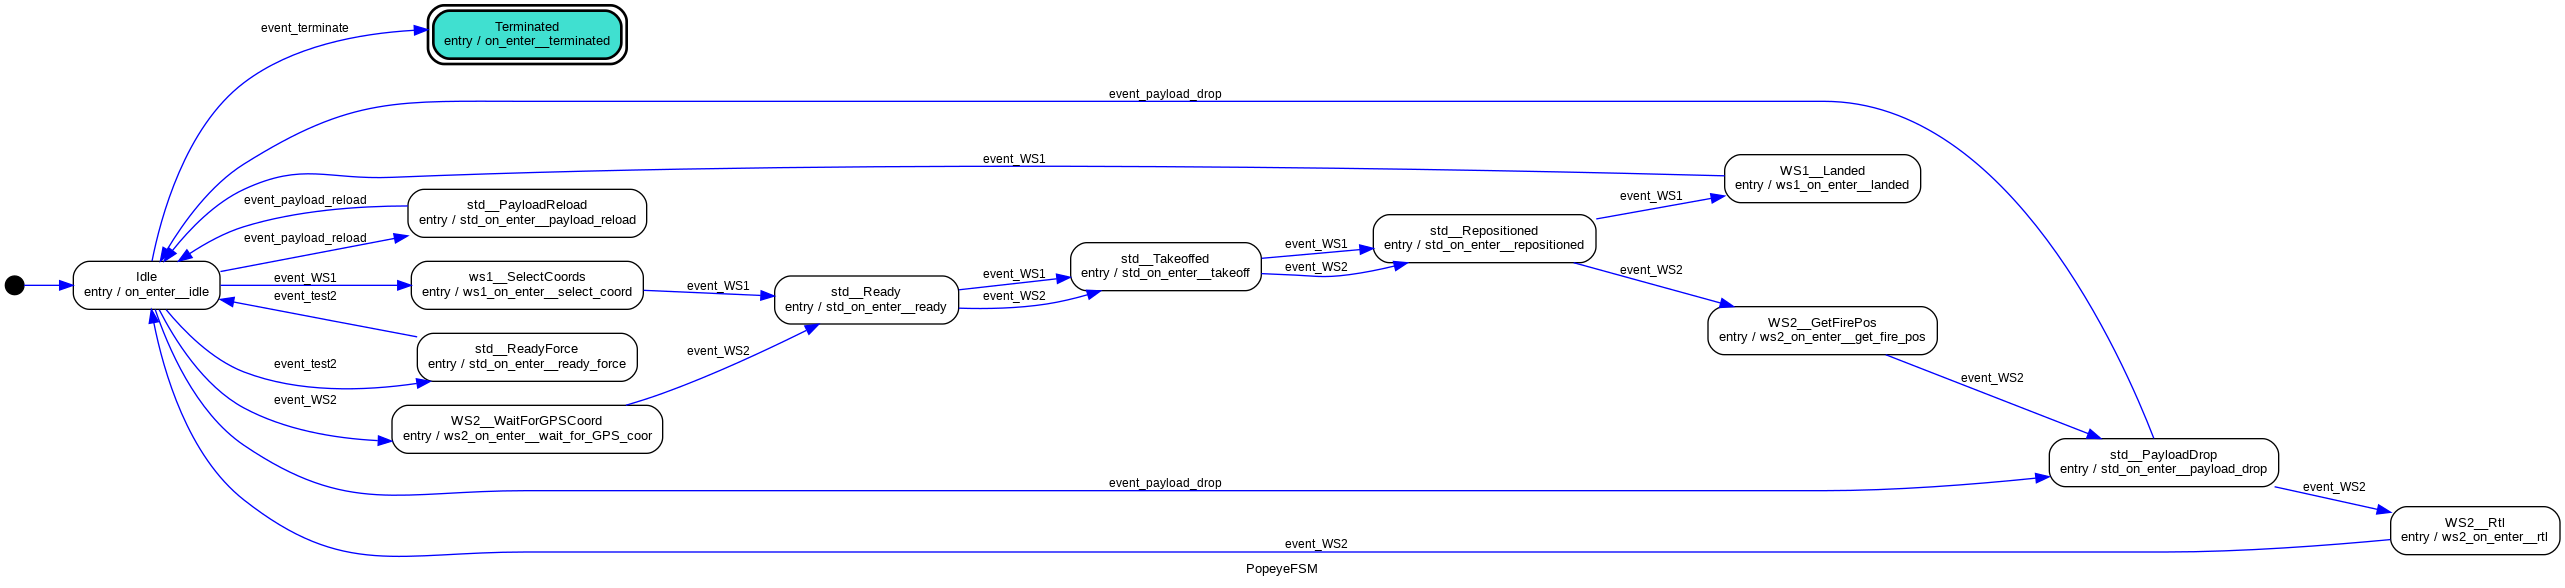 event_terminate
Terminated
entry / on_enter__terminated
event_payload_drop
event_WS1
WS1__Landed
entry / ws1_on_enter__landed
event_payload_reload
std__PayloadReload
entry / std_on_enter__payload_reload
event_WS1
std__Repositioned
entry / std_on_enter__repositioned
event_payload_reload
event_WS1
std__Takeoffed
entry / std_on_enter__takeoff
event_WS2
event_WS2
Idle
entry / on_enter__idle
event_WS1
ws1__SelectCoords
entry / ws1_on_enter__select_coord
event_WS1
std__Ready
entry / std_on_enter__ready
event_WS1
event_WS2
event_test2
WS2__GetFirePos
entry / ws2_on_enter__get_fire_pos
std__ReadyForce
entry / std_on_enter__ready_force
event_WS2
event_test2
event_WS2
event_WS2
WS2__WaitForGPSCoord
entry / ws2_on_enter__wait_for_GPS_coor
std__PayloadDrop
entry / std_on_enter__payload_drop
event_payload_drop
event_WS2
WS2__Rtl
entry / ws2_on_enter__rtl
event_WS2
PopeyeFSM